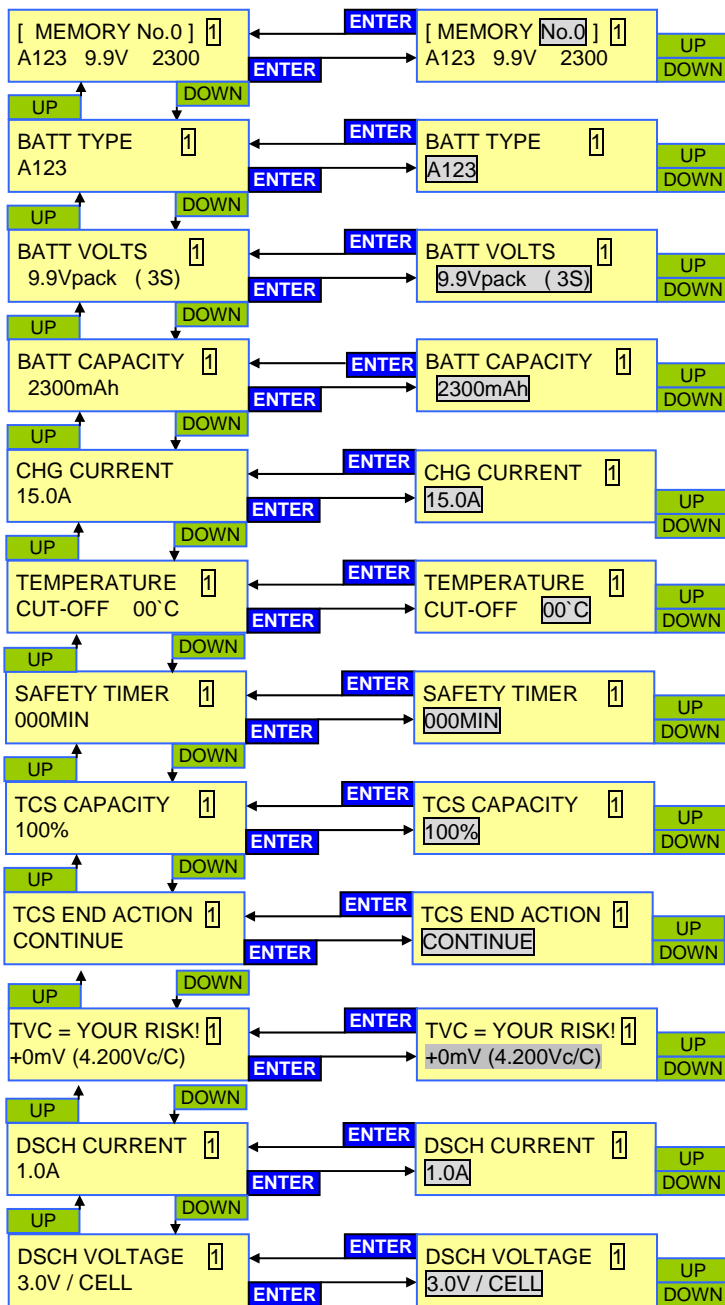 ENTER
[ MEMORY No.0 ] 1
A123 9.9V 2300
[ MEMORY No.0 ] 1
A123 9.9V 2300
UP
DOWN
ENTER
UP
DOWN
ENTER
BATT TYPE 1
A123
BATT TYPE 1
A123
UP
DOWN
ENTER
UP
DOWN
ENTER
BATT VOLTS 1
9.9Vpack ( 3S)
BATT VOLTS 1
9.9Vpack ( 3S)
UP
DOWN
ENTER
UP
DOWN
ENTER
BATT CAPACITY 1
2300mAh
BATT CAPACITY 1
2300mAh
UP
DOWN
ENTER
UP
DOWN
ENTER
CHG CURRENT
15.0A
CHG CURRENT 1
15.0A
UP
DOWN
ENTER
UP
DOWN
ENTER
TEMPERATURE 1
CUT-OFF 00`C
TEMPERATURE 1
CUT-OFF 00`C
UP
DOWN
ENTER
UP
DOWN
ENTER
SAFETY TIMER 1
000MIN
SAFETY TIMER 1
000MIN
UP
DOWN
ENTER
UP
DOWN
ENTER
TCS CAPACITY 1
100%
TCS CAPACITY 1
100%
UP
DOWN
ENTER
UP
DOWN
ENTER
TCS END ACTION 1
CONTINUE
TCS END ACTION 1
CONTINUE
UP
DOWN
ENTER
UP
DOWN
ENTER
TVC = YOUR RISK! 1
+0mV (4.200Vc/C)
TVC = YOUR RISK! 1
+0mV (4.200Vc/C)
UP
DOWN
ENTER
UP
DOWN
ENTER
DSCH CURRENT 1
1.0A
DSCH CURRENT 1
1.0A
UP
DOWN
ENTER
UP
DOWN
ENTER
DSCH VOLTAGE 1
3.0V / CELL
DSCH VOLTAGE 1
3.0V / CELL
UP
DOWN
ENTER